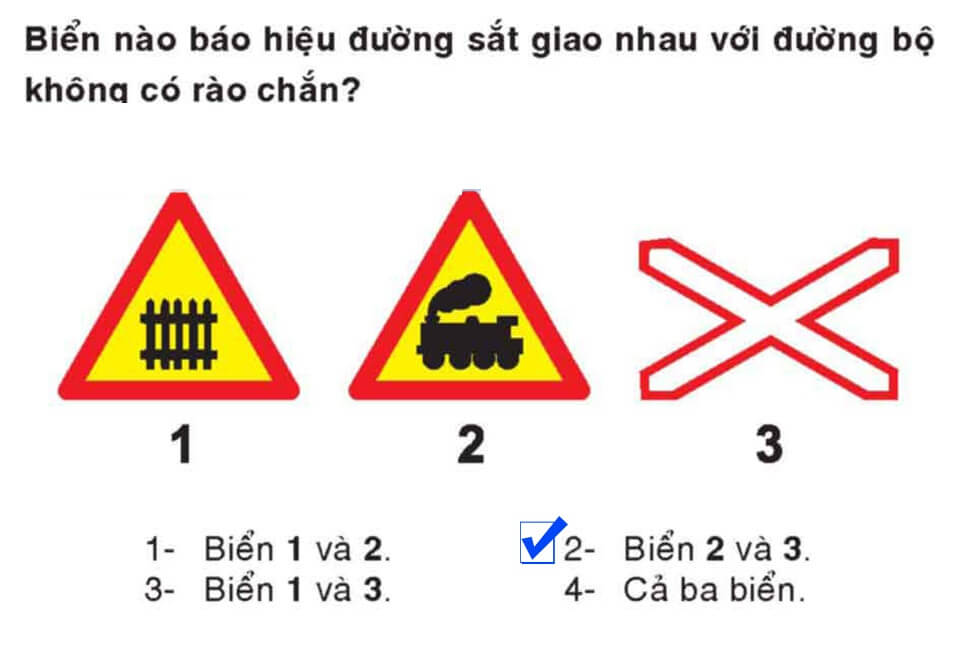 Biển nào báo hiệu đường sắt giao nhau với đường bộ
không có rào chắn?
1 2 3
1- Biển 1 và 2. 2- Biển 2 và 3.
3- Biển 1 và 3. 4- Cả ba biển.